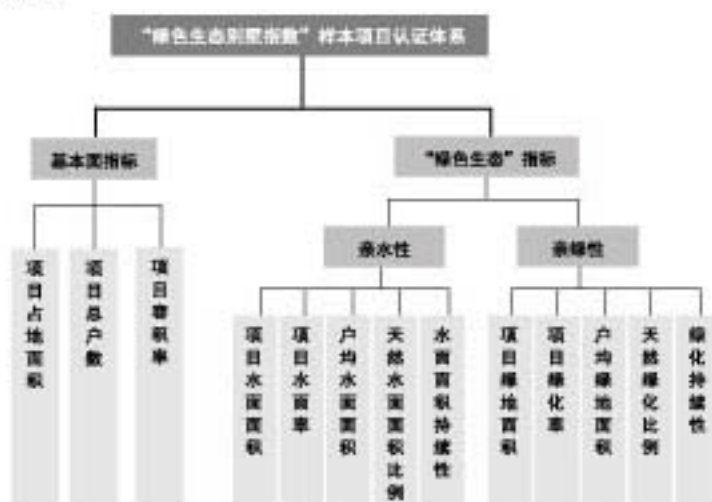 “绿色生态别墅指数”样本项目认证体系
基本面指标
“绿色生态”指标
亲水性
亲绿性
项目占地面积
项目总户数
项目容积率
项目水面面积
项目水面率
户均水面面积
天然水面面积比例
水面面积持续性
项目绿地面积
项目绿化率
户均绿地面积
天然绿化比例
绿化持续性